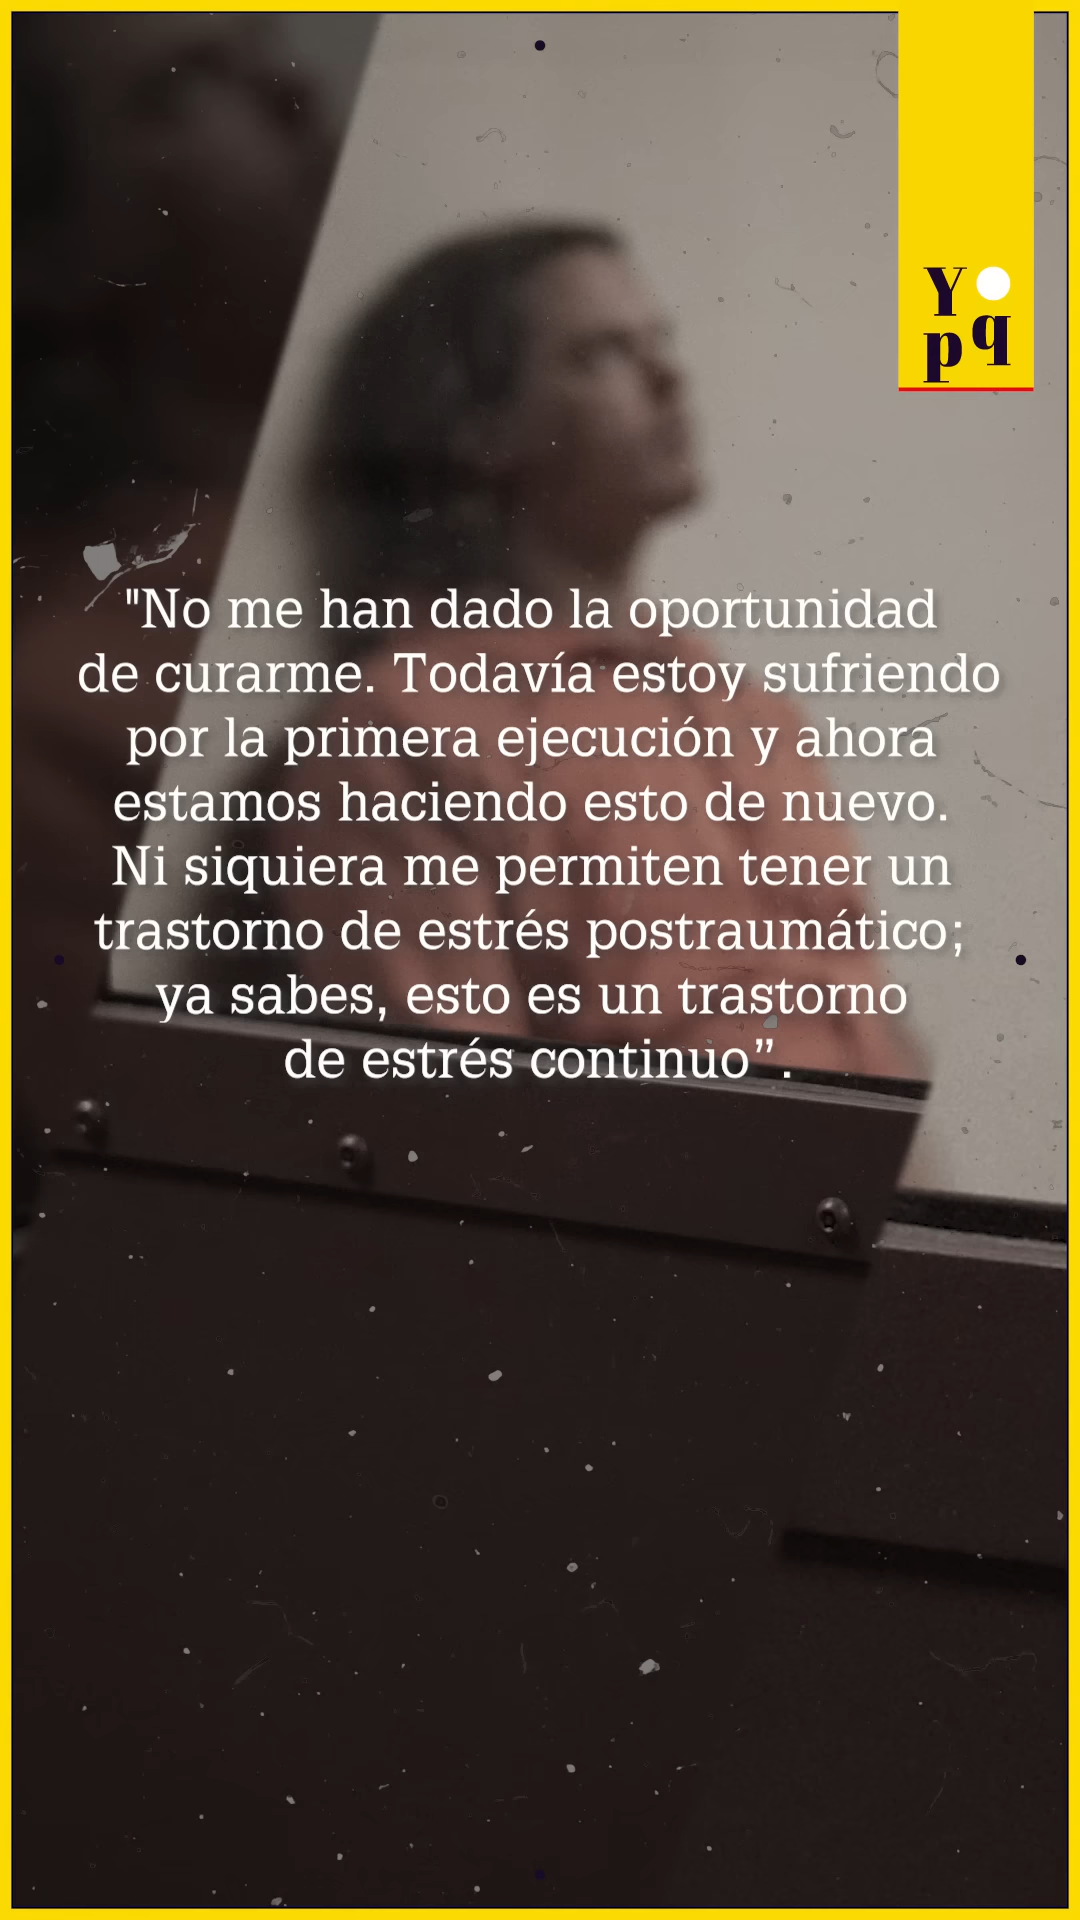 Y
pq
"No me han dado la oportunidad
de curarme. Todavía estoy sufriendo
por la primera ejecución y ahora
estamos haciendo esto de nuevo.
Ni siquiera me permiten tener un
trastorno de estrés postraumático;
ya sabes, esto es un trastorno
de estrés continuo”.